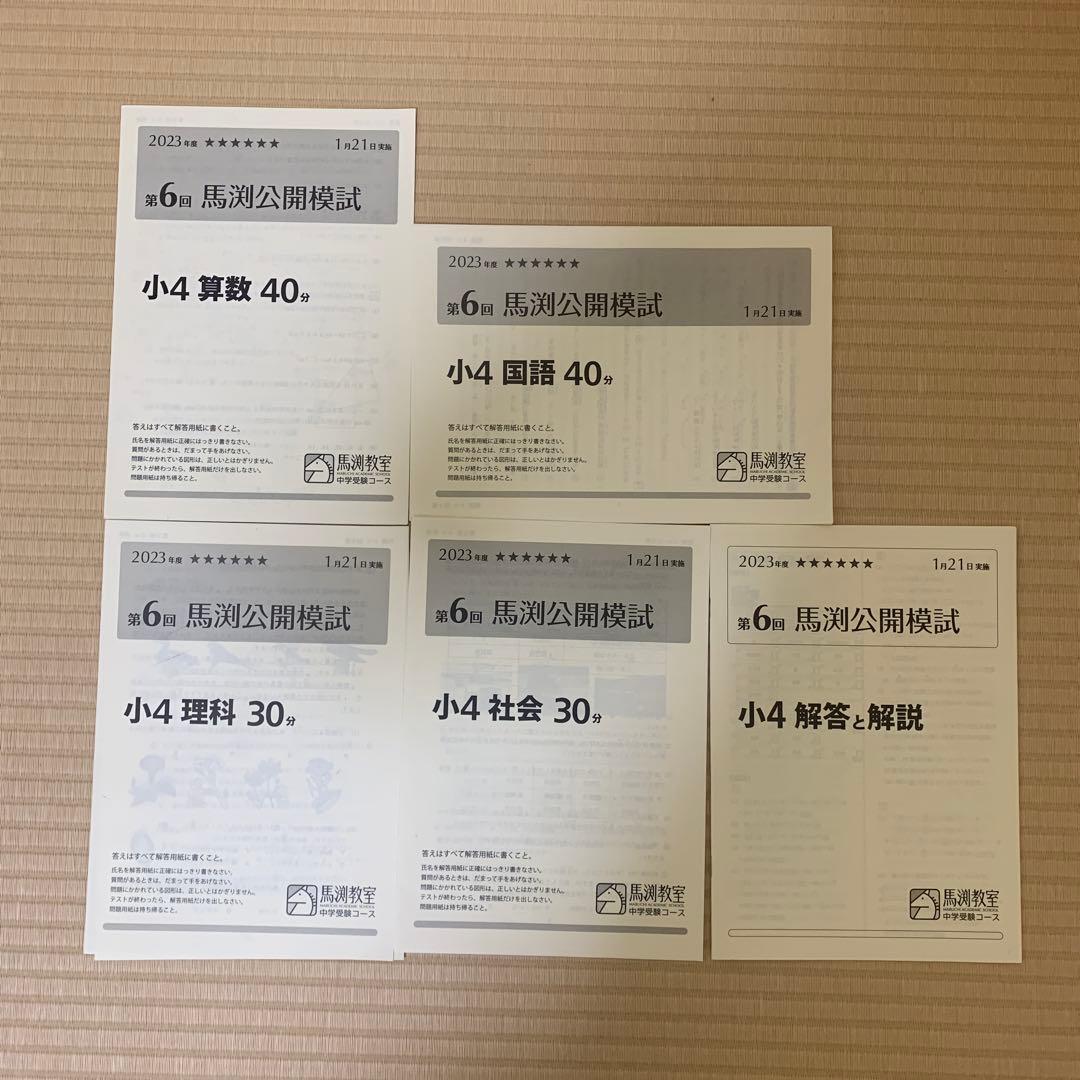 2023年度 ★★★★★★ 1月21日実施
第6回 馬渕公開模試
小4 算数 40分
答えはすべて解答用紙に書くこと。
氏名を解答用紙に正確にはっきり書きなさい。
質問があるときは、だまって手をあげなさい。
問題にかかれている図形は、正しいとはかぎりません。
テストが終わったら、解答用紙だけを出しなさい。
問題用紙は持ち帰ること。
馬渕教室
MABUCHI ACADEMIC SCHOOL
中学受験コース
2023年度 ★★★★★★
第6回 馬渕公開模試 1月21日実施
小4 国語 40分
答えはすべて解答用紙に書くこと。
氏名を解答用紙に正確にはっきり書きなさい。
質問があるときは、だまって手をあげなさい。
問題にかかれている図形は、正しいとはかぎりません。
テストが終わったら、解答用紙だけを出しなさい。
問題用紙は持ち帰ること。
馬渕教室
MABUCHI ACADEMIC SCHOOL
中学受験コース
2023年度 ★★★★★★ 1月21日実施
第6回 馬渕公開模試
小4 理科 30分
答えはすべて解答用紙に書くこと。
氏名を解答用紙に正確にはっきり書きなさい。
質問があるときは、だまって手をあげなさい。
問題にかかれている図形は、正しいとはかぎりません。
テストが終わったら、解答用紙だけを出しなさい。
問題用紙は持ち帰ること。
馬渕教室
MABUCHI ACADEMIC SCHOOL
中学受験コース
2023年度 ★★★★★★ 1月21日実施
第6回 馬渕公開模試
小4 社会 30分
答えはすべて解答用紙に書くこと。
氏名を解答用紙に正確にはっきり書きなさい。
質問があるときは、だまって手をあげなさい。
問題にかかれている図形は、正しいとはかぎりません。
テストが終わったら、解答用紙だけを出しなさい。
問題用紙は持ち帰ること。
馬渕教室
MABUCHI ACADEMIC SCHOOL
中学受験コース
2023年度 ★★★★★★ 1月21日実施
第6回 馬渕公開模試
小4 解答と解説
馬渕教室
MABUCHI ACADEMIC SCHOOL
中学受験コース